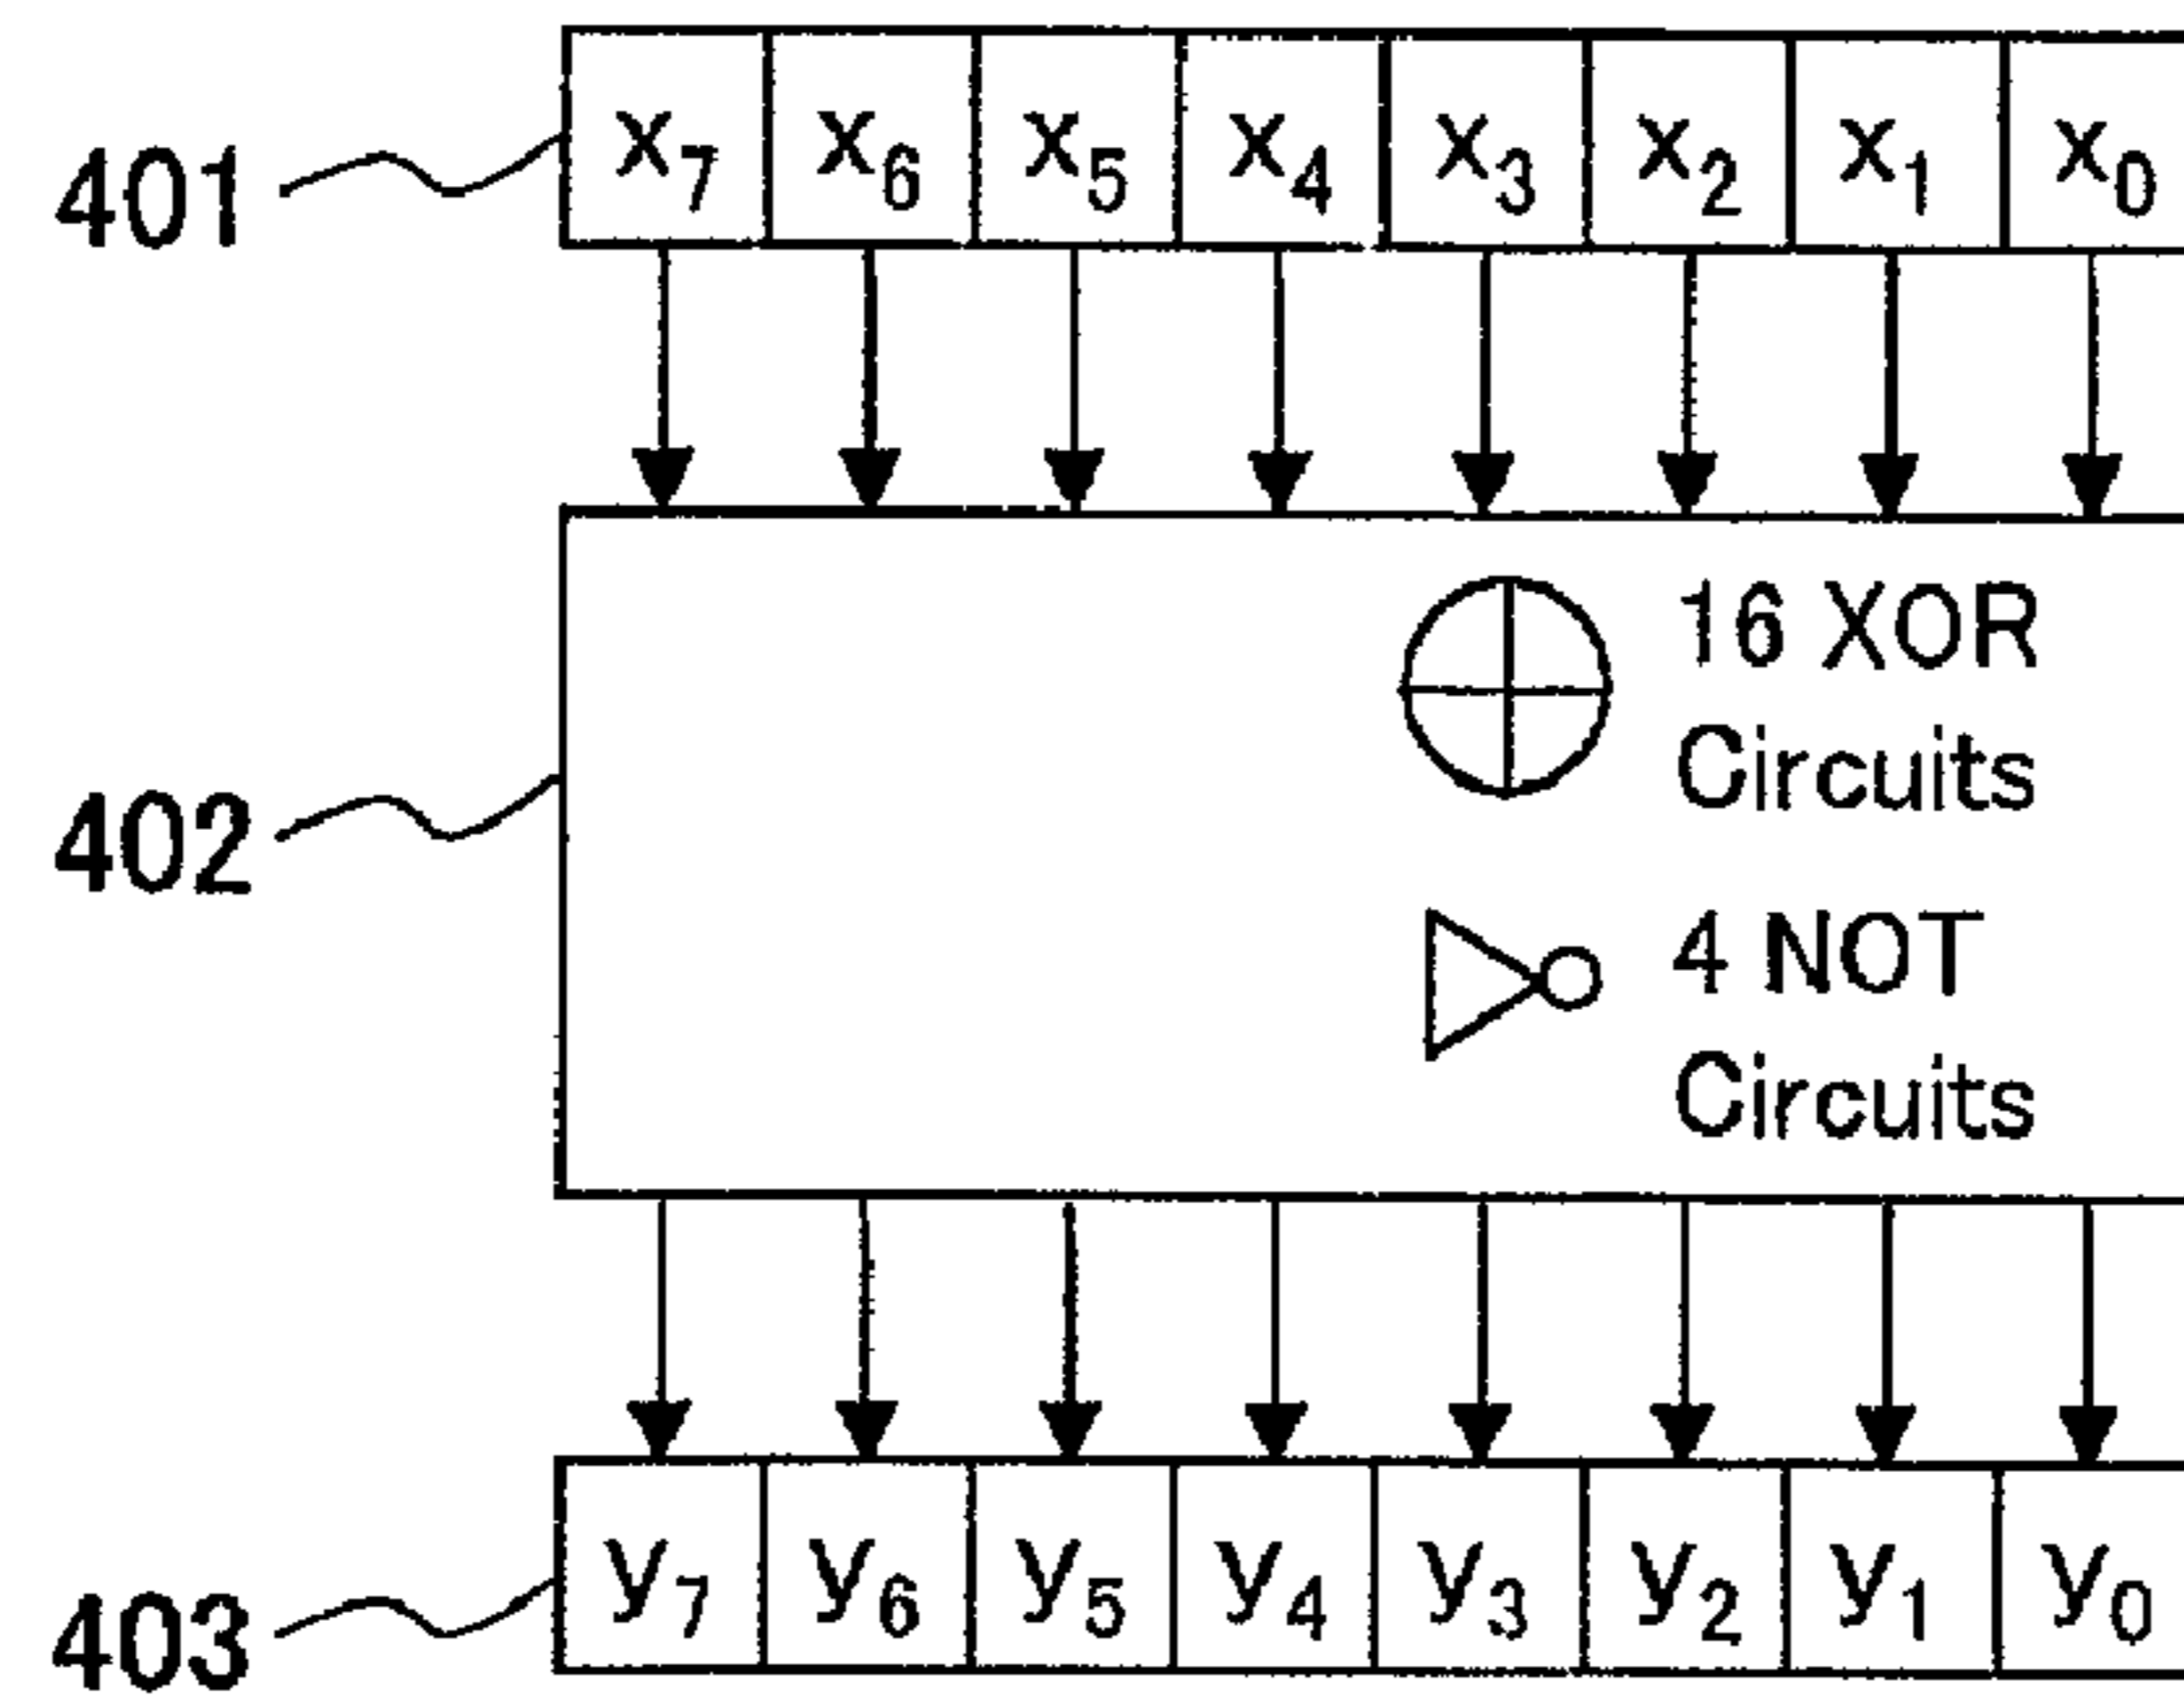 401 x7 x6 x5 x4 x3 x2 x1 x0
16 XOR
Circuits
402
4 NOT
Circuits
403 y7 y6 y5 y4 y3 y2 y1 y0